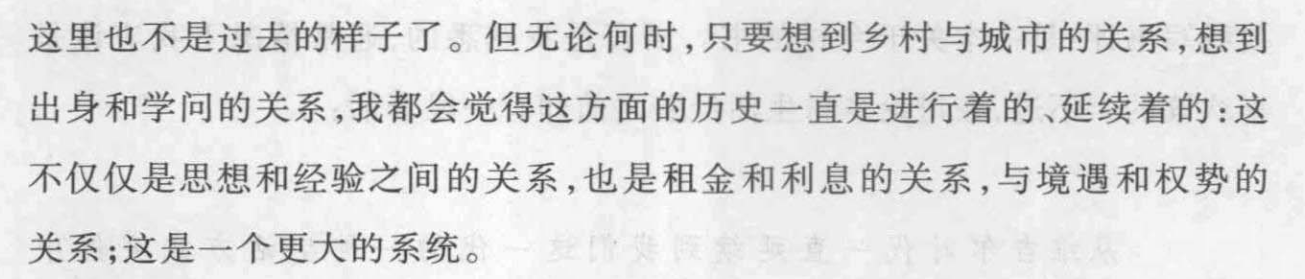 这里也不是过去的样子了。但无论何时,只要想到乡村与城市的关系,想到
出身和学问的关系,我都会觉得这方面的历史一直是进行着的、延续着的:这
不仅仅是思想和经验之间的关系,也是租金和利息的关系,与境遇和权势的
关系;这是一个更大的系统。